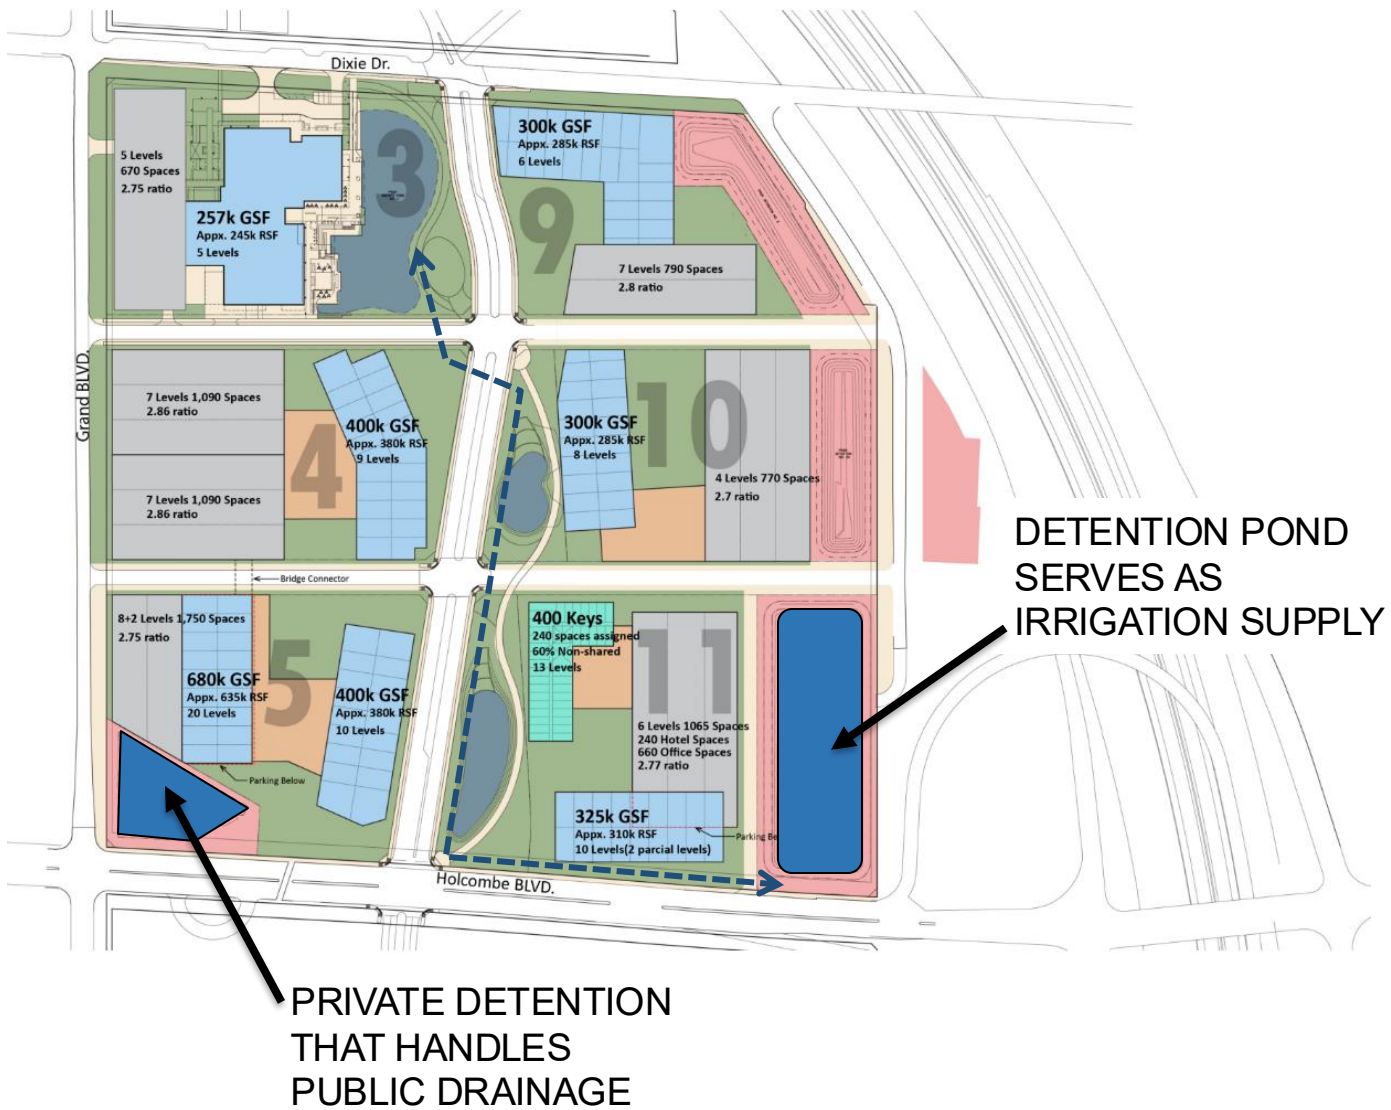 Dixie Dr.
3
5 Levels
670 Spaces
2.75 ratio
257k GSF
Appx. 245k RSF
5 Levels
300k GSF
Appx. 285k RSF
6 Levels
9
7 Levels 790 Spaces
2.8 ratio
Grand BLVD.
7 Levels 1,090 Spaces
2.86 ratio
7 Levels 1,090 Spaces
2.86 ratio
4
400k GSF
Appx. 380k RSF
9 Levels
300k GSF
Appx. 285k RSF
8 Levels
10
4 Levels 770 Spaces
2.7 ratio
Bridge Connector
8+2 Levels 1,750 Spaces
2.75 ratio
680k GSF
Appx. 635k RSF
20 Levels
5
400k GSF
Appx. 380k RSF
10 Levels
Parking Below
400 Keys
240 spaces assigned
60% Non-shared
13 Levels
11
6 Levels 1065 Spaces
240 Hotel Spaces
660 Office Spaces
2.77 ratio
325k GSF
Appx. 310k RSF
10 Levels(2 parcial levels)
Parking Be
Holcombe BLVD.
DETENTION POND
SERVES AS
IRRIGATION SUPPLY
PRIVATE DETENTION
THAT HANDLES
PUBLIC DRAINAGE